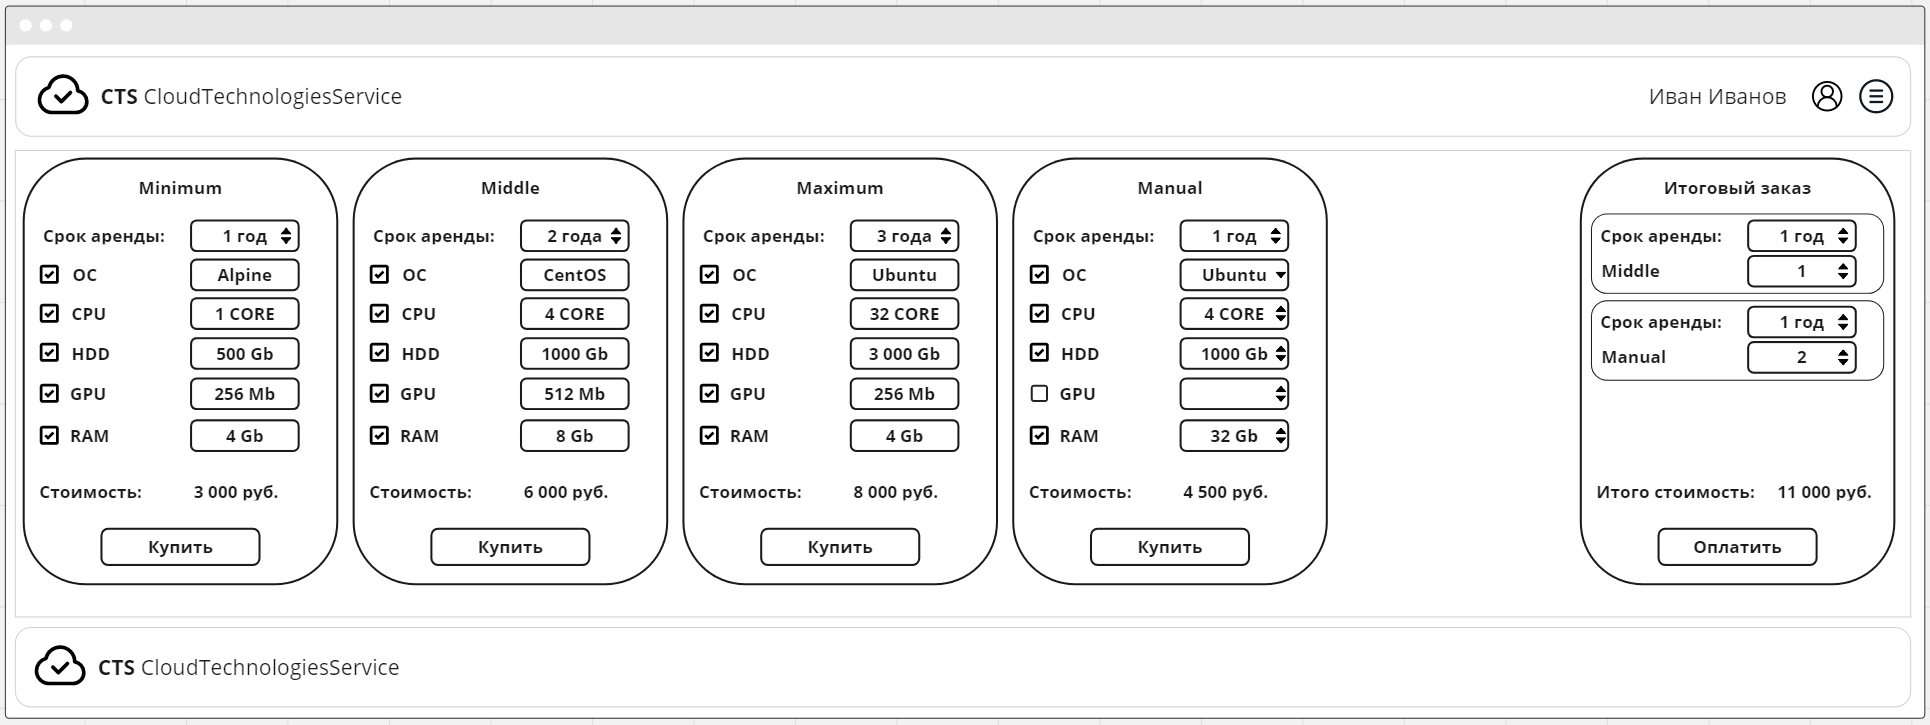 CTS CloudTechnologiesService
Иван Иванов
Minimum
Срок аренды: 1 год
ОС Alpine
CPU 1 CORE
HDD 500 Gb
GPU 256 Mb
RAM 4 Gb
Стоимость: 3 000 руб.
Купить
Middle
Срок аренды: 2 года
ОС CentOS
CPU 4 CORE
HDD 1000 Gb
GPU 512 Mb
RAM 8 Gb
Стоимость: 6 000 руб.
Купить
Maximum
Срок аренды: 3 года
ОС Ubuntu
CPU 32 CORE
HDD 3 000 Gb
GPU 256 Mb
RAM 4 Gb
Стоимость: 8 000 руб.
Купить
Manual
Срок аренды: 1 год
ОС Ubuntu
CPU 4 CORE
HDD 1000 Gb
GPU
RAM 32 Gb
Стоимость: 4 500 руб.
Купить
Итоговый заказ
Срок аренды: 1 год
Middle 1
Срок аренды: 1 год
Manual 2
Итого стоимость: 11 000 руб.
Оплатить
CTS CloudTechnologiesService